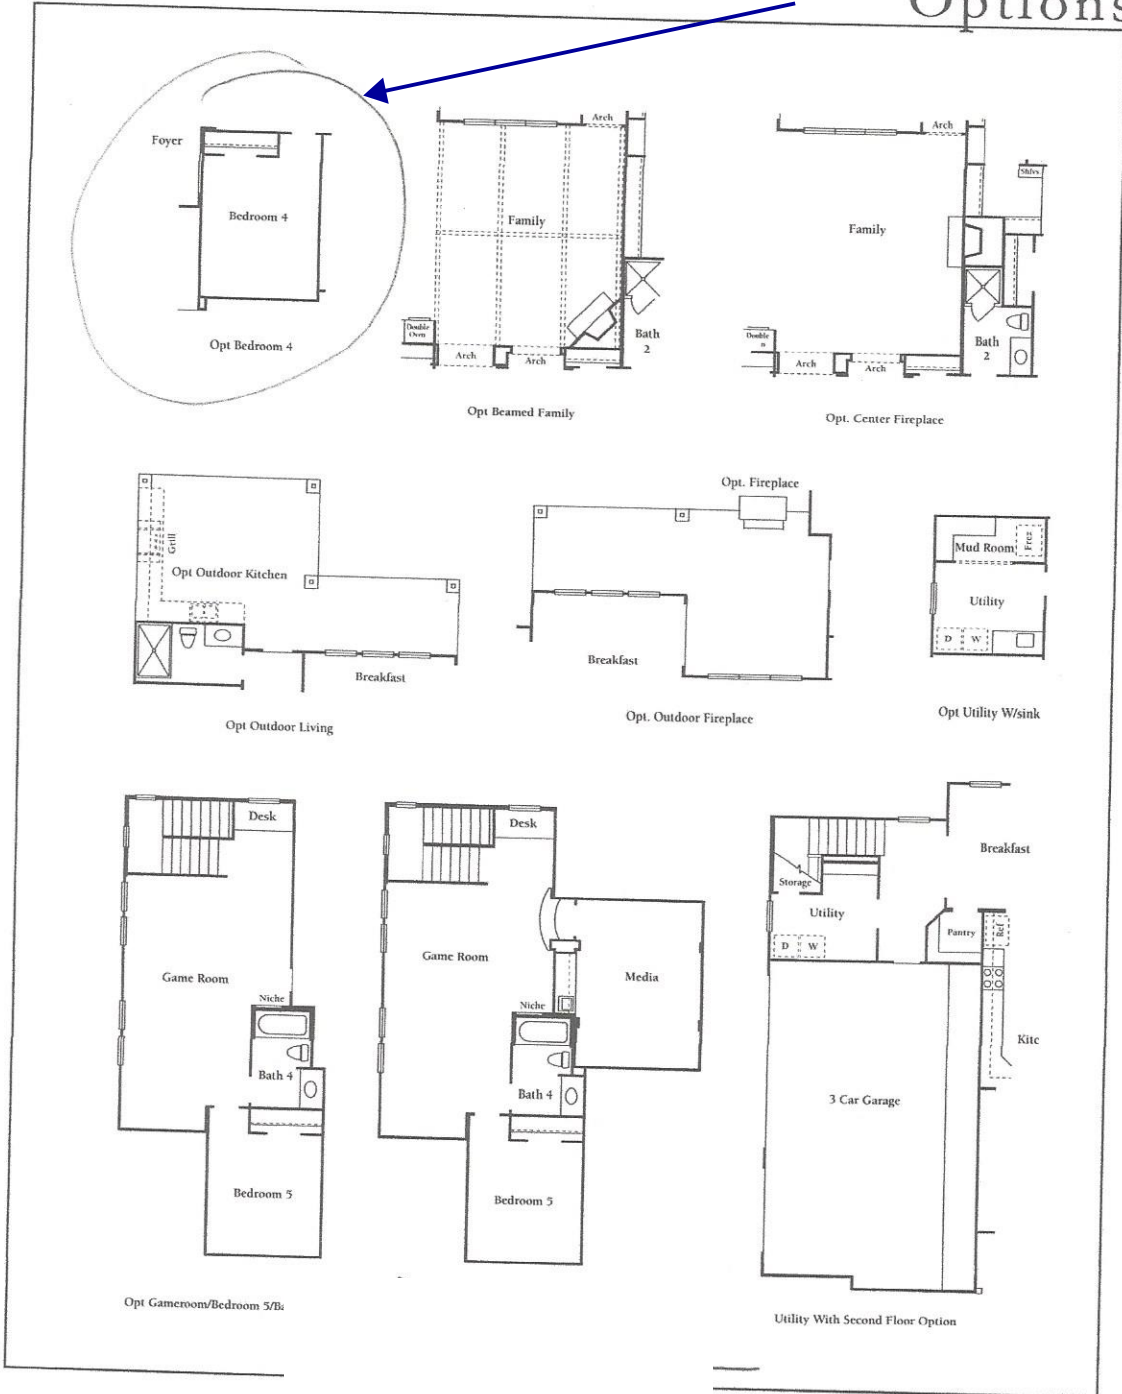 Options
Foyer
Bedroom 4
Opt Bedroom 4
Arch
Family
Double
Oven
Arch
Arch
Bath
2
Opt Beamed Family
Arch
Shlvs
Family
Double
Arch
Arch
Bath
2
Opt. Center Fireplace
Grill
Opt Outdoor Kitchen
Breakfast
Opt Outdoor Living
Opt. Fireplace
Breakfast
Opt. Outdoor Fireplace
Mud Room
Frez
Utility
D W
Opt Utility W/sink
Desk
Game Room
Niche
Bath 4
Bedroom 5
Opt Gameroom/Bedroom 5/Ba
Desk
Game Room
Media
Niche
Bath 4
Bedroom 5
Breakfast
Storage
Utility
D W
Pantry
Ref
Kitc
3 Car Garage
Utility With Second Floor Option